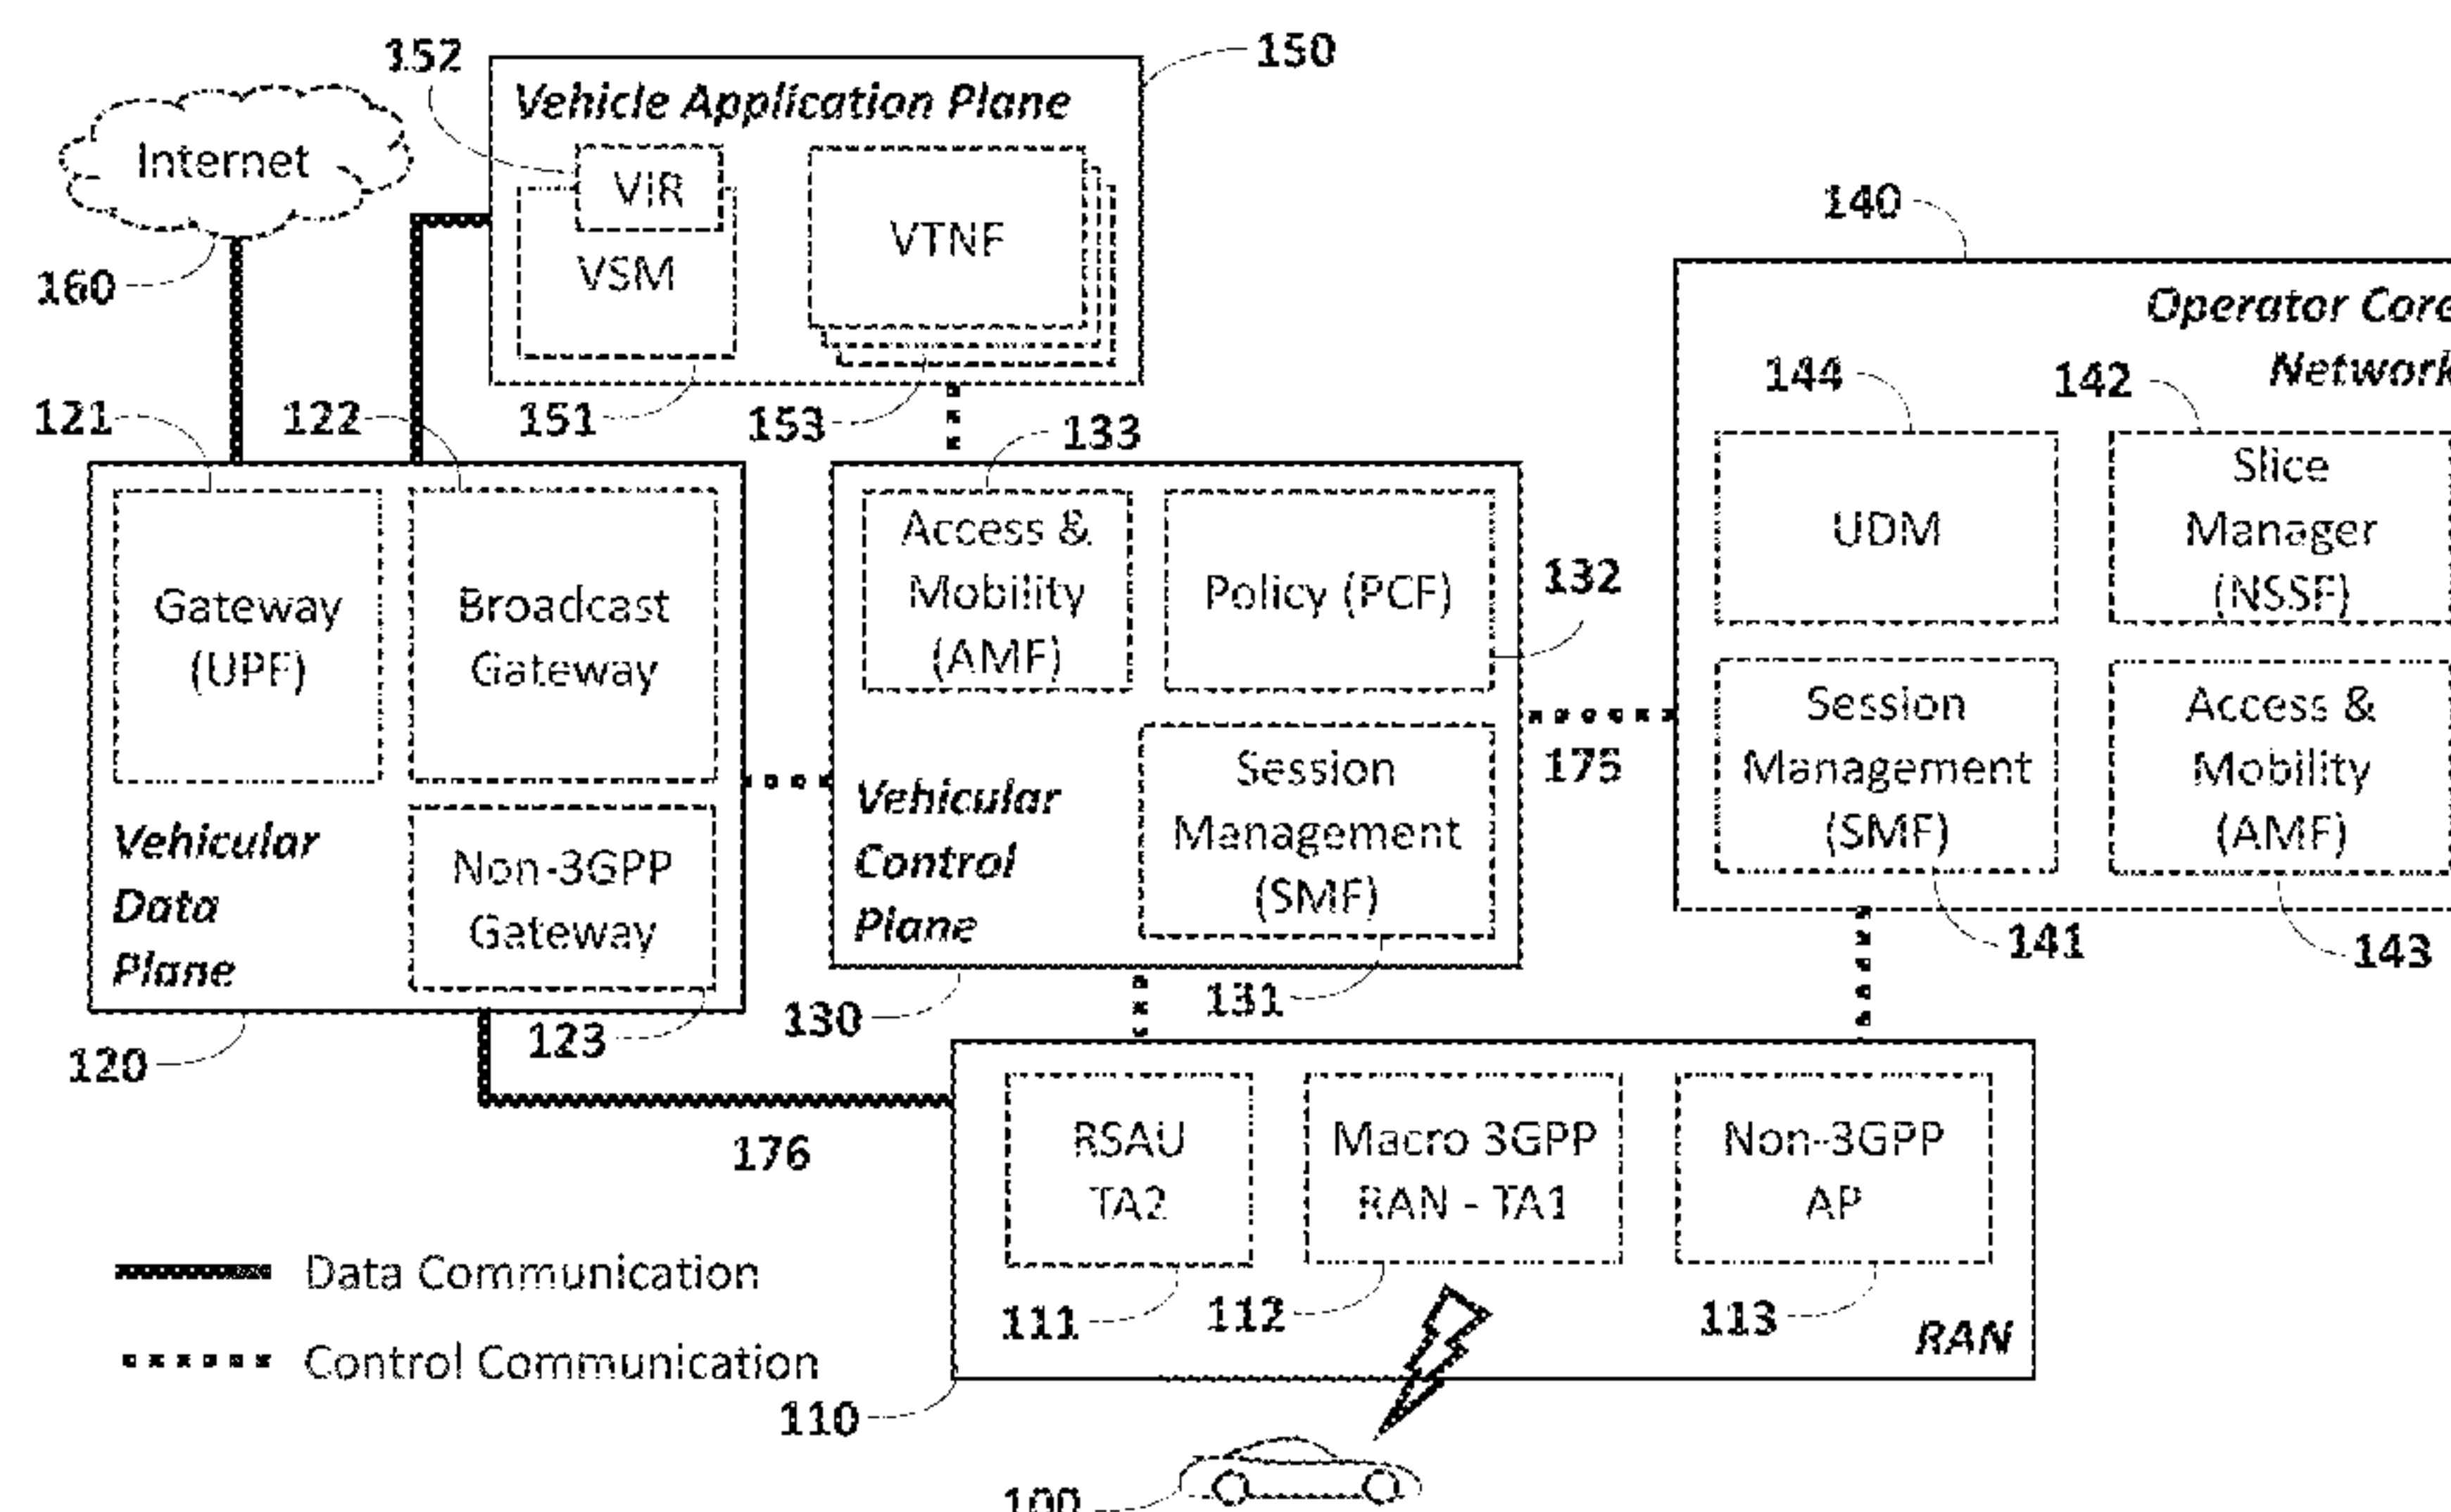 152
150
Vehicle Application Plane
Internet
VIR
VSM
VTNF
160
140
Operator Core
Network
144
142
121
122
151
153
133
Gateway
(UPF)
Broadcast
Gateway
Non-3GPP
Gateway
Vehicular
Data
Plane
Access &
Mobility
(AMF)
Policy (PCF)
132
Session
Management
(SMF)
Vehicular
Control
Plane
175
UDM
Slice
Manager
(NSSF)
Session
Management
(SMF)
Access &
Mobility
(AMF)
141
143
120
123
130
131
176
RSAU
TA2
Macro 3GPP
RAN - TA1
Non-3GPP
AP
111
112
113
RAN
Data Communication
Control Communication
110
100